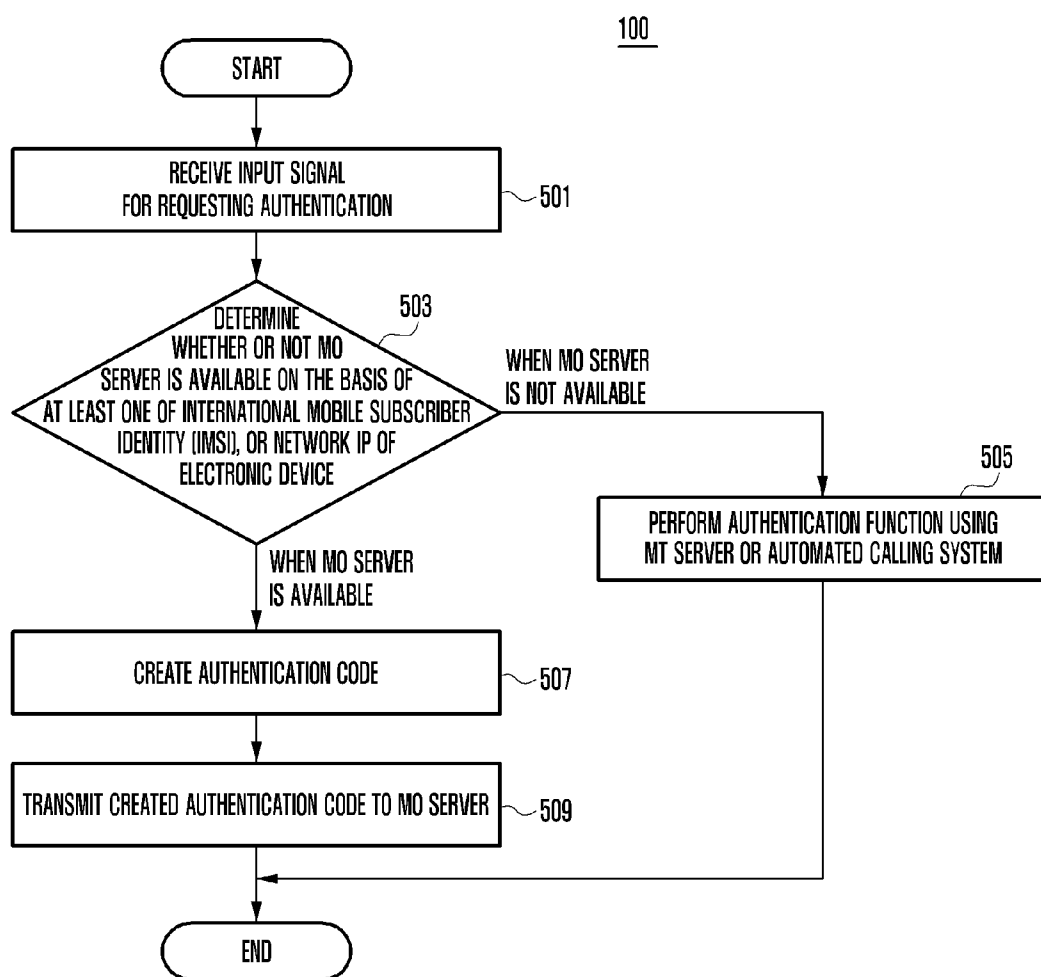 100
START
RECEIVE INPUT SIGNAL
FOR REQUESTING AUTHENTICATION
501
503
DETERMINE
WHETHER OR NOT MO
SERVER IS AVAILABLE ON THE BASIS OF
AT LEAST ONE OF INTERNATIONAL MOBILE SUBSCRIBER
IDENTITY (IMSI), OR NETWORK IP OF
ELECTRONIC DEVICE
WHEN MO SERVER
IS NOT AVAILABLE
505
PERFORM AUTHENTICATION FUNCTION USING
MT SERVER OR AUTOMATED CALLING SYSTEM
WHEN MO SERVER
IS AVAILABLE
CREATE AUTHENTICATION CODE
507
TRANSMIT CREATED AUTHENTICATION CODE TO MO SERVER
509
END